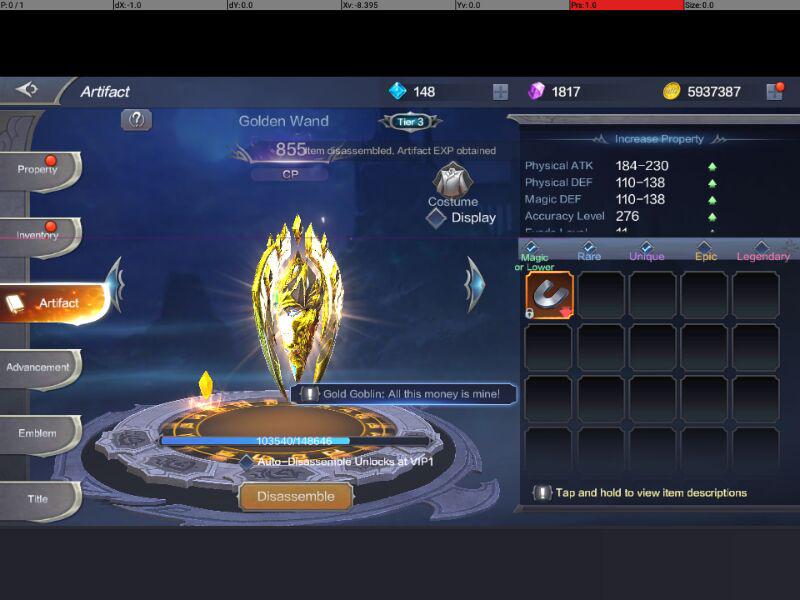 P: 0 / 1
dX: -1.0
dY: 0.0
Xv: -8.395
Yv: 0.0
Prs: 1.0
Size: 0.0
Artifact
148
1817
5937387
Golden Wand
Tier 3
855
Item disassembled. Artifact EXP obtained
CP
Costume
Display
Increase Property
Physical ATK 184-230
Physical DEF 110-138
Magic DEF 110-138
Accuracy Level 276
Property
Inventory
Artifact
Advancement
Emblem
Title
Magic or Lower
Rare
Unique
Epic
Legendary
Gold Goblin: All this money is mine!
103540/148646
Auto-Disassemble Unlocks at VIP1
Disassemble
Tap and hold to view item descriptions